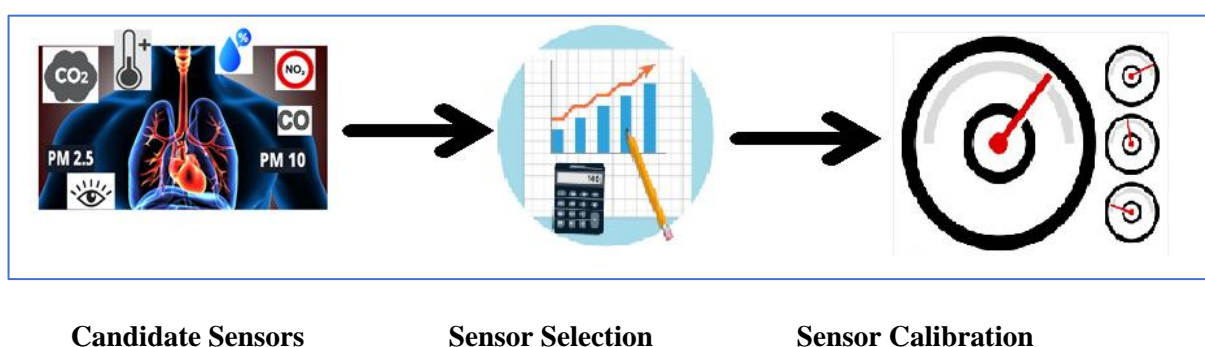 CO₂
+
%
NO₂
CO
PM 2.5
PM 10
Candidate Sensors
Sensor Selection
Sensor Calibration